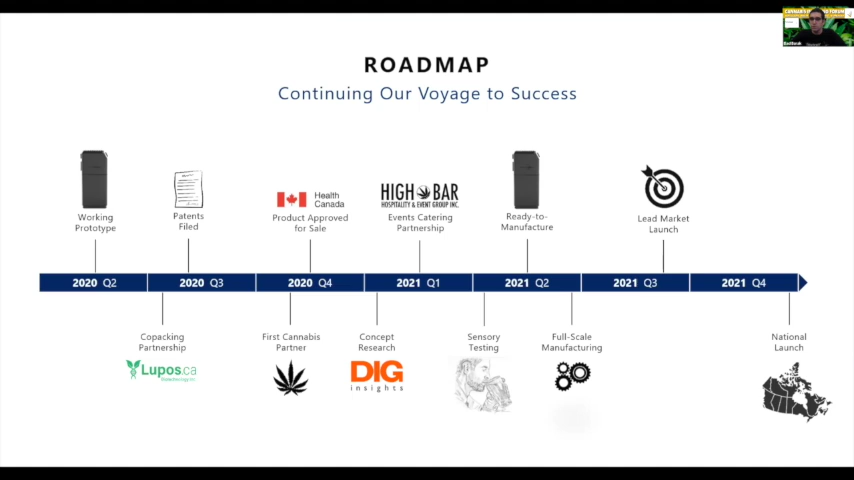 ROADMAP
Continuing Our Voyage to Success
Working
Prototype
Patents
Filed
Health
Canada
Product Approved
for Sale
HIGH BAR
HOSPITALITY & EVENT GROUP INC.
Events Catering
Partnership
Ready-to-
Manufacture
Lead Market
Launch
2020 Q2
2020 Q3
2020 Q4
2021 Q1
2021 Q2
2021 Q3
2021 Q4
Copacking
Partnership
Lupos.ca
First Cannabis
Partner
Concept
Research
DIG
insights
Sensory
Testing
Full-Scale
Manufacturing
National
Launch